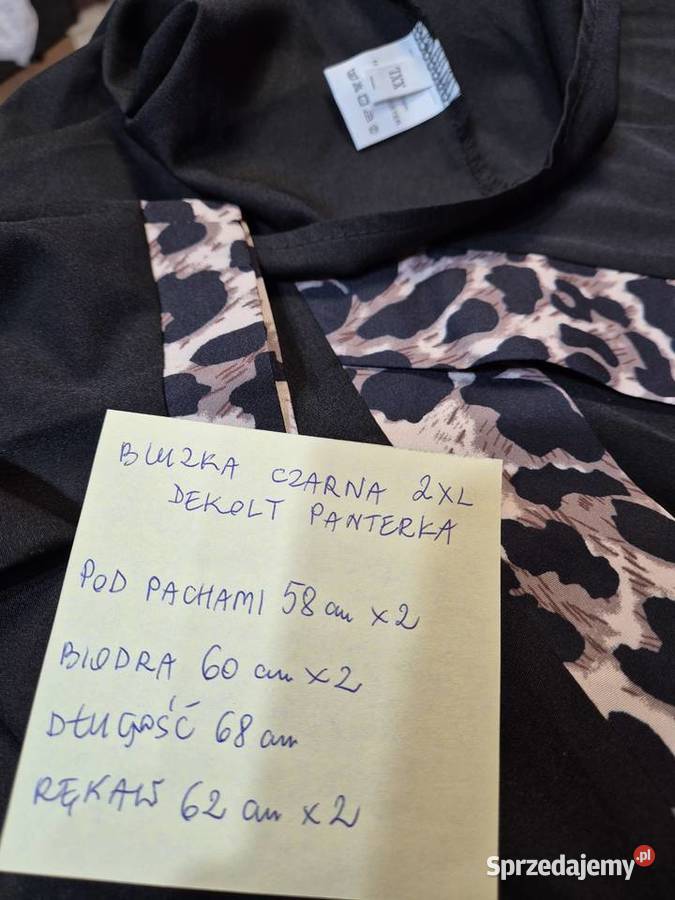 XXL
BLUZKA CZARNA 2XL
DEKOLT PANTERKA
POD PACHAMI 58 cm x2
BIODRA 60 cm x2
DŁUGOŚĆ 68 cm
RĘKAW 62 cm x2
Sprzedajemy.pl